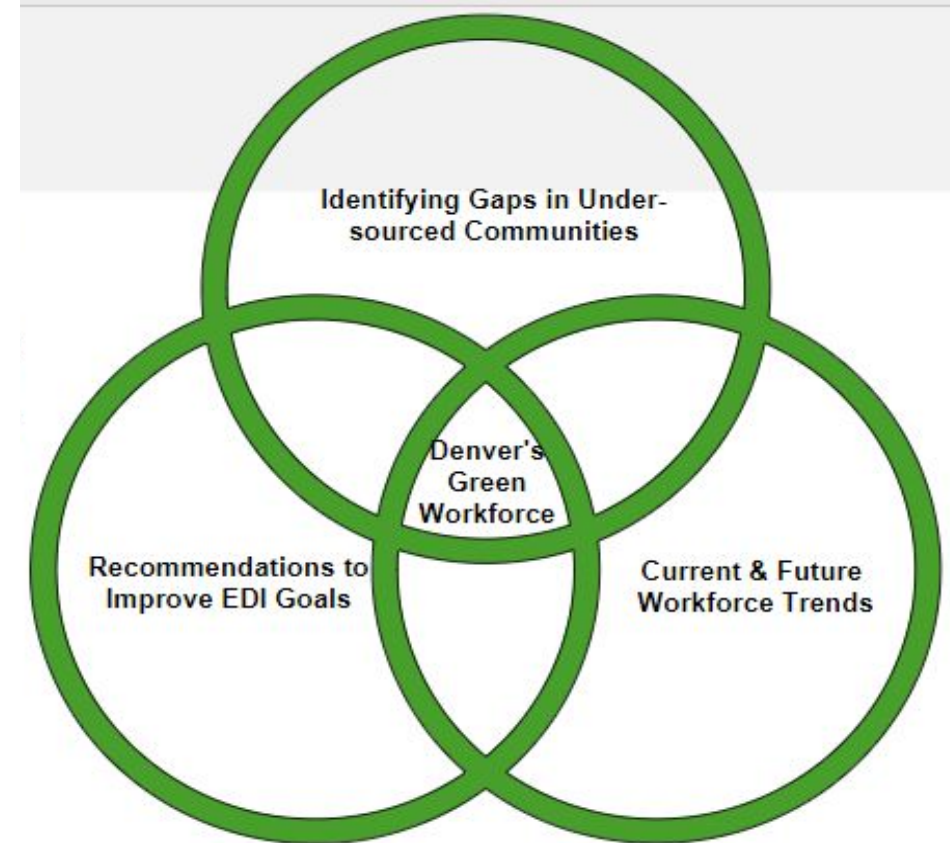 Identifying Gaps in Under-
sourced Communities
Denver's
Green
Workforce
Recommendations to
Improve EDI Goals
Current & Future
Workforce Trends